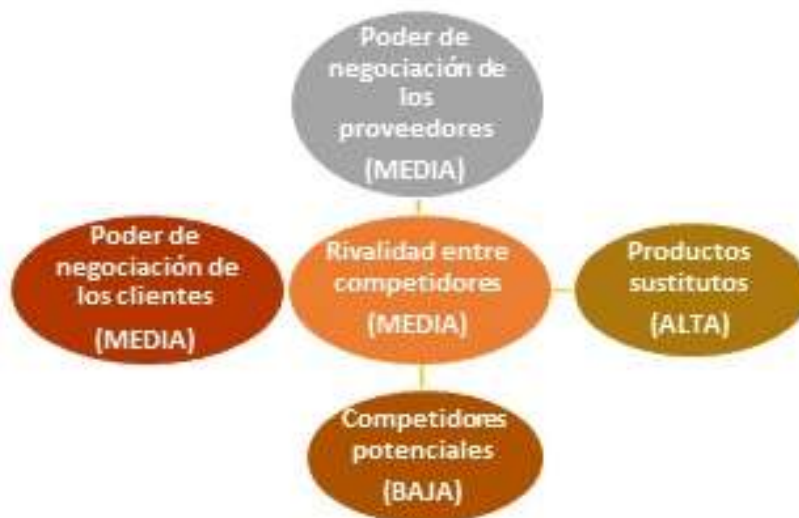 Poder de
negociación de
los
proveedores
(MEDIA)
Poder de
negociación de
los clientes
(MEDIA)
Rivalidad entre
competidores
(MEDIA)
Productos
sustitutos
(ALTA)
Competidores
potenciales
(BAJA)